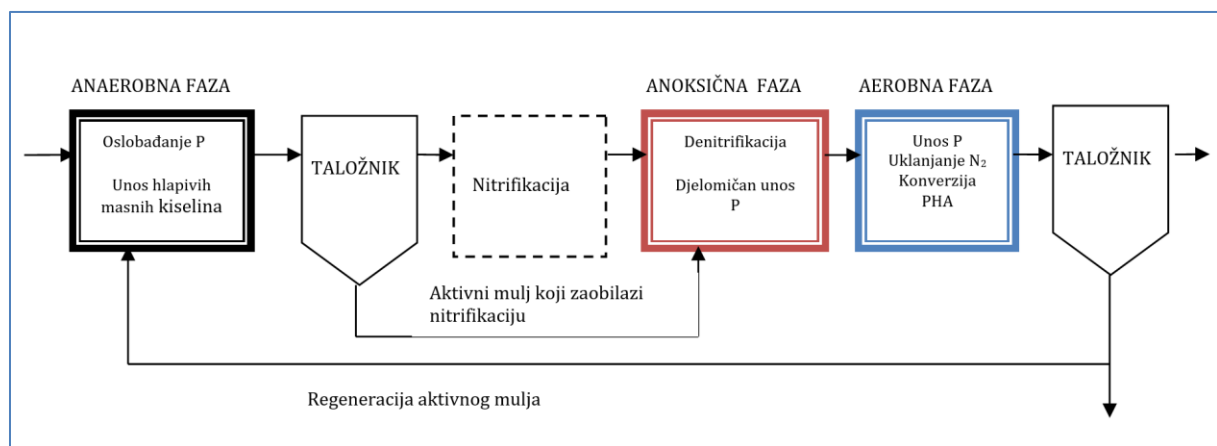 ANAEROBNA FAZA
Oslobađanje P
Unos hlapivih
masnih kiselina
TALOŽNIK
Nitrifikacija
ANOKSIČNA FAZA
Denitrifikacija
Djelomičan unos
P
AEROBNA FAZA
Unos P
Uklanjanje N₂
Konverzija
PHA
TALOŽNIK
Aktivni mulj koji zaobilazi
nitrifikaciju
Regeneracija aktivnog mulja